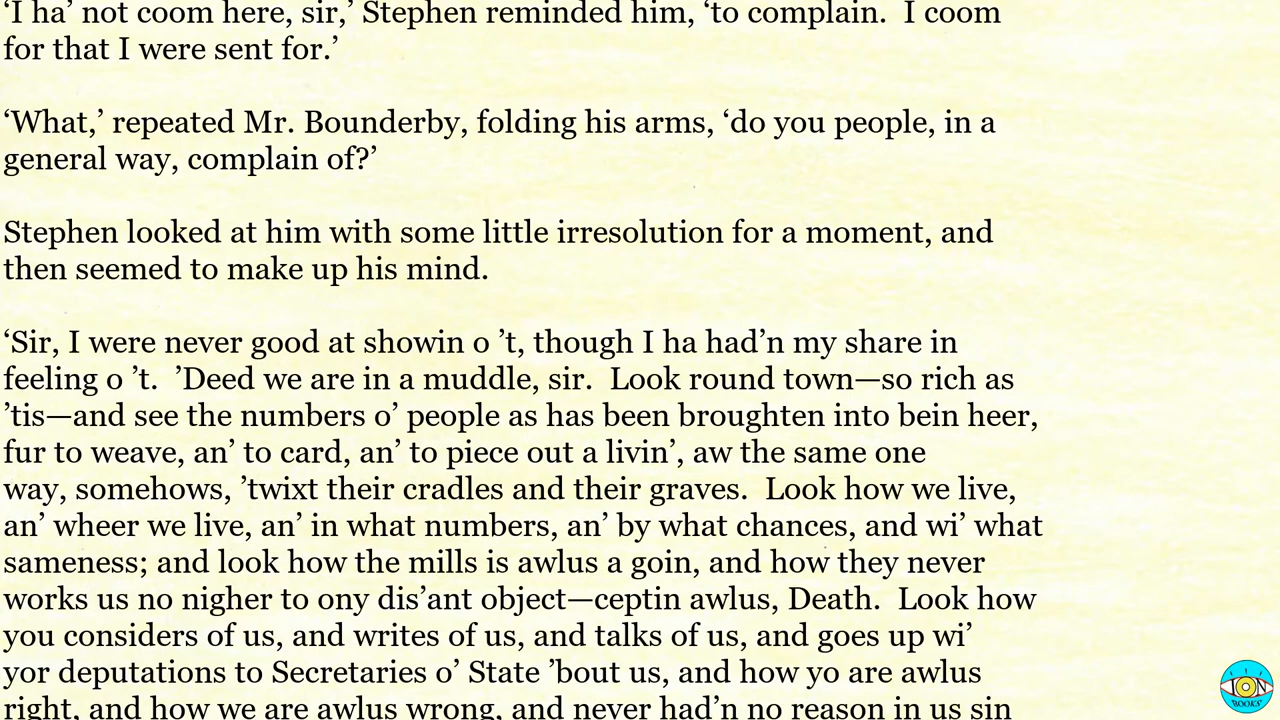 ‘I ha’ not coom here, sir,’ Stephen reminded him, ‘to complain.  I coom
for that I were sent for.’
‘What,’ repeated Mr. Bounderby, folding his arms, ‘do you people, in a
general way, complain of?’
Stephen looked at him with some little irresolution for a moment, and
then seemed to make up his mind.
‘Sir, I were never good at showin o ’t, though I ha had’n my share in
feeling o ’t.  ’Deed we are in a muddle, sir.  Look round town—so rich as
’tis—and see the numbers o’ people as has been broughten into bein heer,
fur to weave, an’ to card, an’ to piece out a livin’, aw the same one
way, somehows, ’twixt their cradles and their graves.  Look how we live,
an’ wheer we live, an’ in what numbers, an’ by what chances, and wi’ what
sameness; and look how the mills is awlus a goin, and how they never
works us no nigher to ony dis’ant object—ceptin awlus, Death.  Look how
you considers of us, and writes of us, and talks of us, and goes up wi’
yor deputations to Secretaries o’ State ’bout us, and how yo are awlus
right, and how we are awlus wrong, and never had’n no reason in us sin
ION
BOOKS